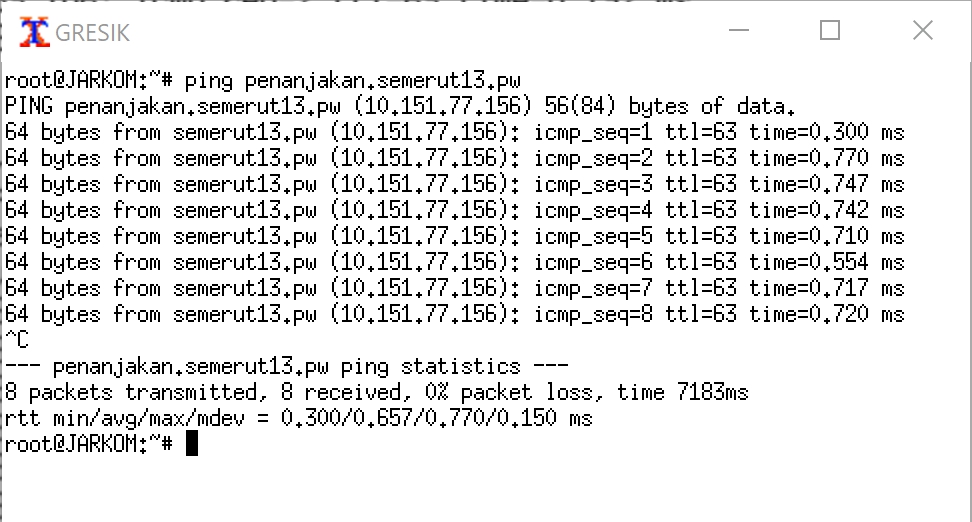 GRESIK
root@JARKOM:~# ping penanjakan.semerut13.pw
PING penanjakan.semerut13.pw (10.151.77.156) 56(84) bytes of data.
64 bytes from semerut13.pw (10.151.77.156): icmp_seq=1 ttl=63 time=0.300 ms
64 bytes from semerut13.pw (10.151.77.156): icmp_seq=2 ttl=63 time=0.770 ms
64 bytes from semerut13.pw (10.151.77.156): icmp_seq=3 ttl=63 time=0.747 ms
64 bytes from semerut13.pw (10.151.77.156): icmp_seq=4 ttl=63 time=0.742 ms
64 bytes from semerut13.pw (10.151.77.156): icmp_seq=5 ttl=63 time=0.710 ms
64 bytes from semerut13.pw (10.151.77.156): icmp_seq=6 ttl=63 time=0.554 ms
64 bytes from semerut13.pw (10.151.77.156): icmp_seq=7 ttl=63 time=0.717 ms
64 bytes from semerut13.pw (10.151.77.156): icmp_seq=8 ttl=63 time=0.720 ms
^C
--- penanjakan.semerut13.pw ping statistics ---
8 packets transmitted, 8 received, 0% packet loss, time 7183ms
rtt min/avg/max/mdev = 0.300/0.657/0.770/0.150 ms
root@JARKOM:~#